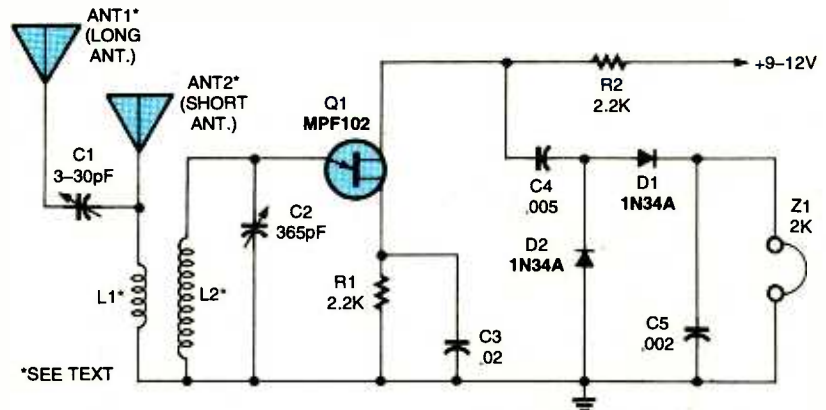 ANT1*
(LONG
ANT.)
ANT2*
(SHORT
ANT.)
Q1
MPF102
R2
2.2K
+9–12V
C1
3–30pF
C2
365pF
C4
.005
D1
1N34A
Z1
2K
D2
1N34A
L1*
L2*
R1
2.2K
C3
.02
C5
.002
*SEE TEXT